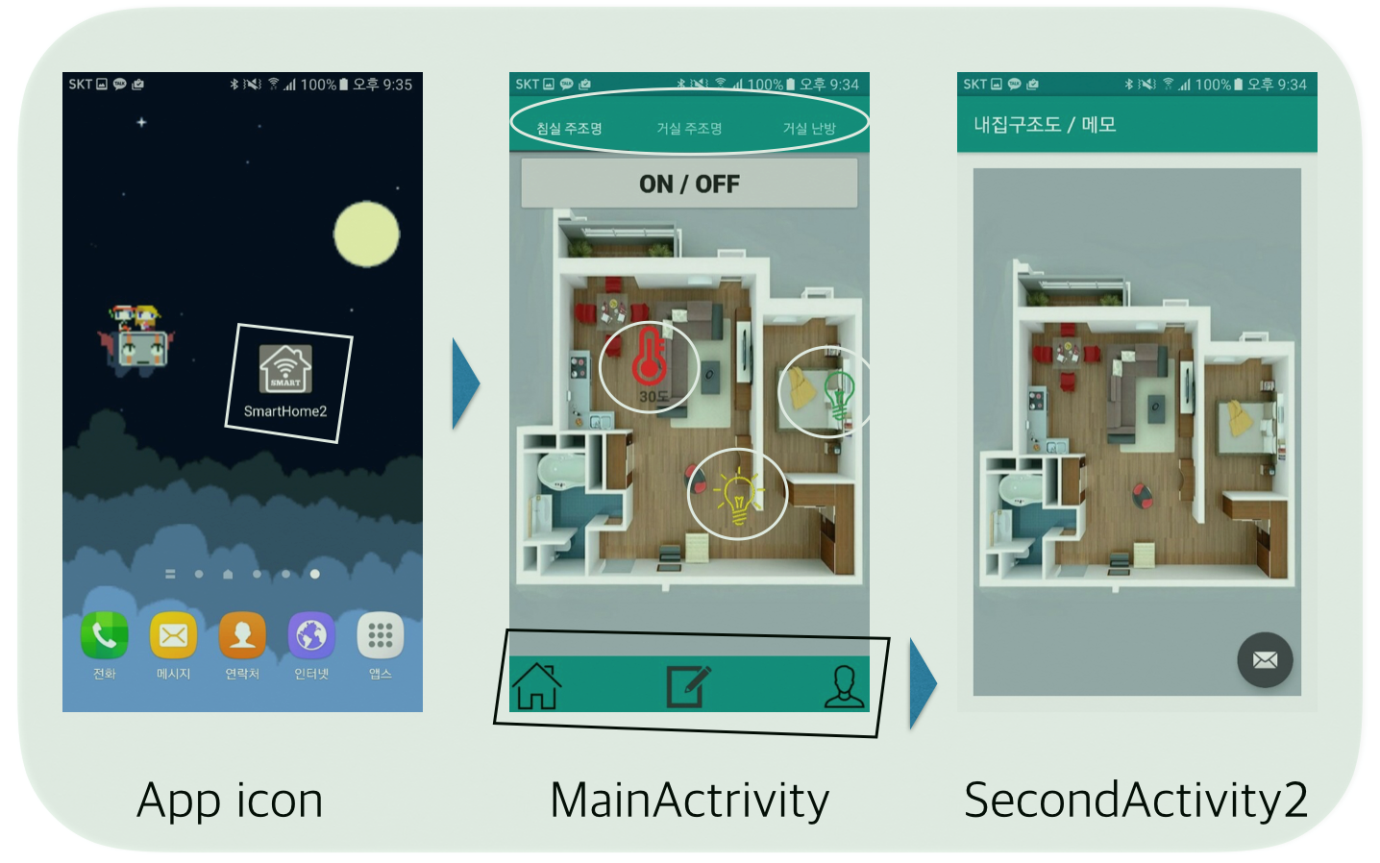 SKT 100% 오후 9:35
SMART
SmartHome2
전화 메시지 연락처 인터넷 앱스
App icon
SKT 100% 오후 9:34
침실 주조명 거실 주조명 거실 난방
ON / OFF
30도
MainActrivity
SKT 100% 오후 9:34
내집구조도 / 메모
SecondActivity2